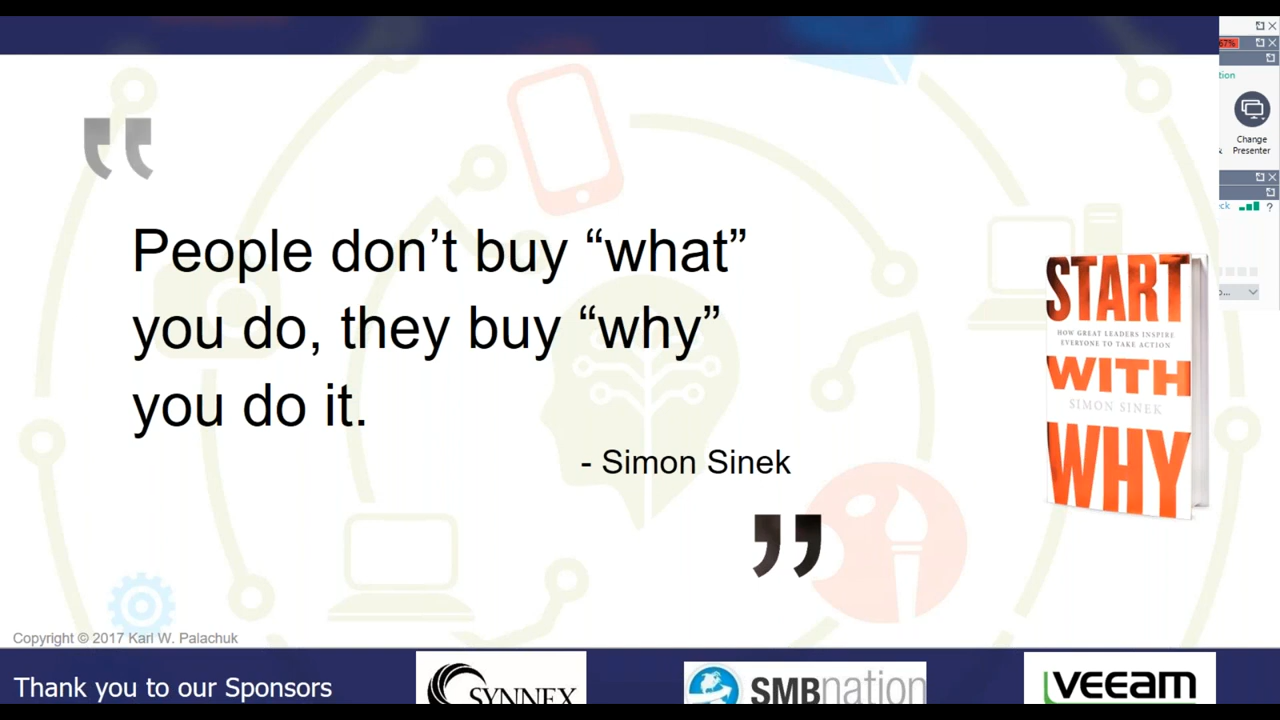 People don’t buy “what”
you do, they buy “why”
you do it.
- Simon Sinek
START
HOW GREAT LEADERS INSPIRE
EVERYONE TO TAKE ACTION
WITH
SIMON SINEK
WHY
67%
Change
Presenter
?
Copyright © 2017 Karl W. Palachuk
Thank you to our Sponsors
SYNNEX
SMBnation
veeam